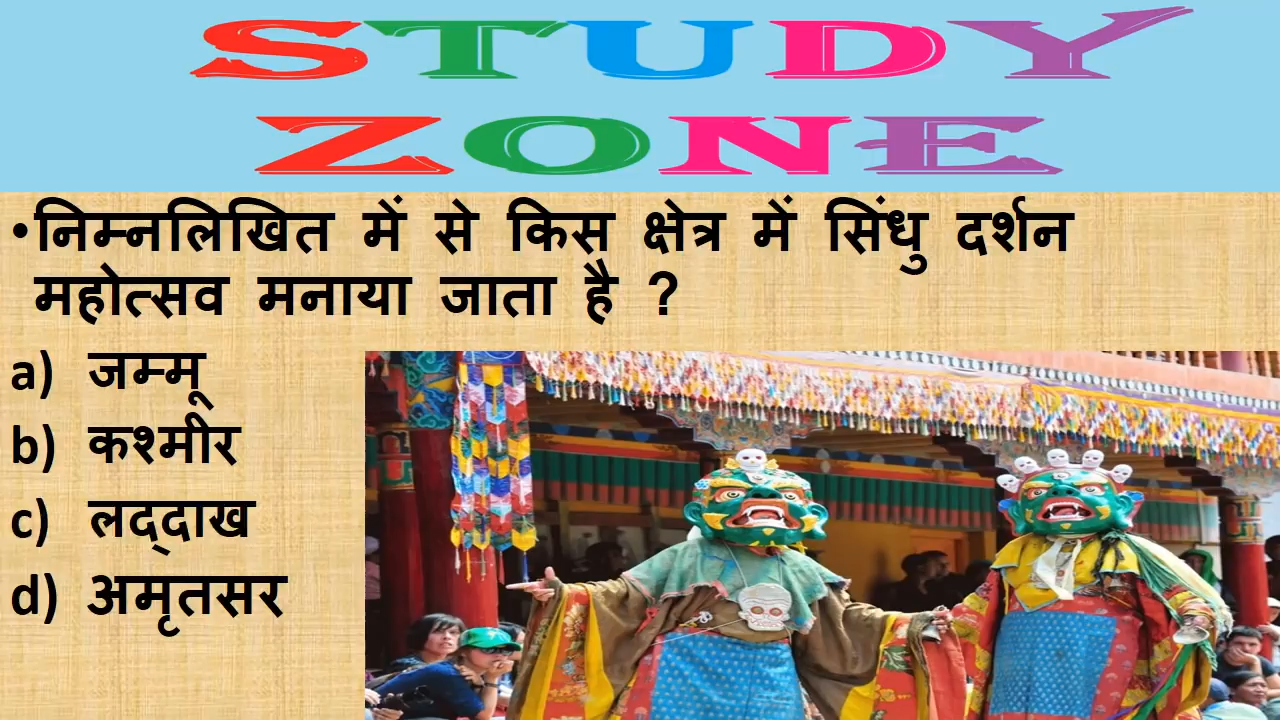 STUDY
ZONE
•निम्नलिखित में से किस क्षेत्र में सिंधु दर्शन
महोत्सव मनाया जाता है ?
a) जम्मू
b) कश्मीर
c) लद्दाख
d) अमृतसर